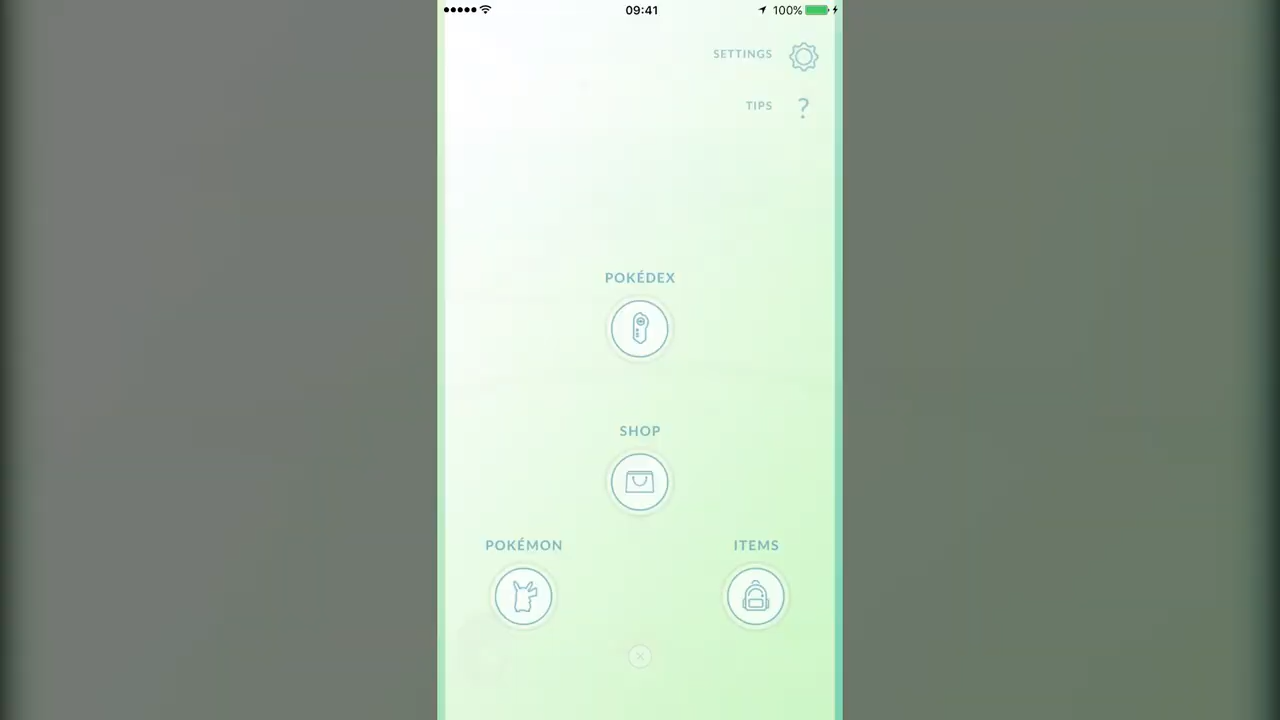 09:41
100%
SETTINGS
TIPS
?
POKÉDEX
SHOP
POKÉMON
ITEMS